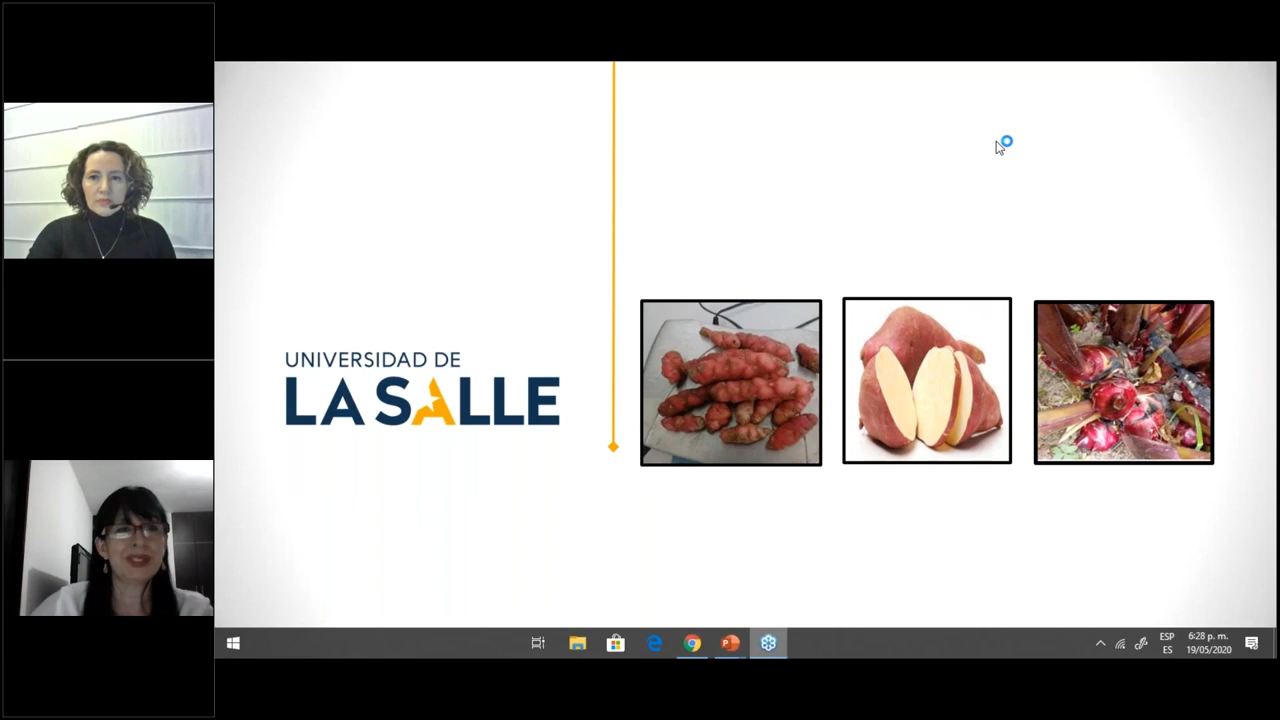 UNIVERSIDAD DE
LA SALLE
ESP
ES
6:28 p. m.
19/05/2020